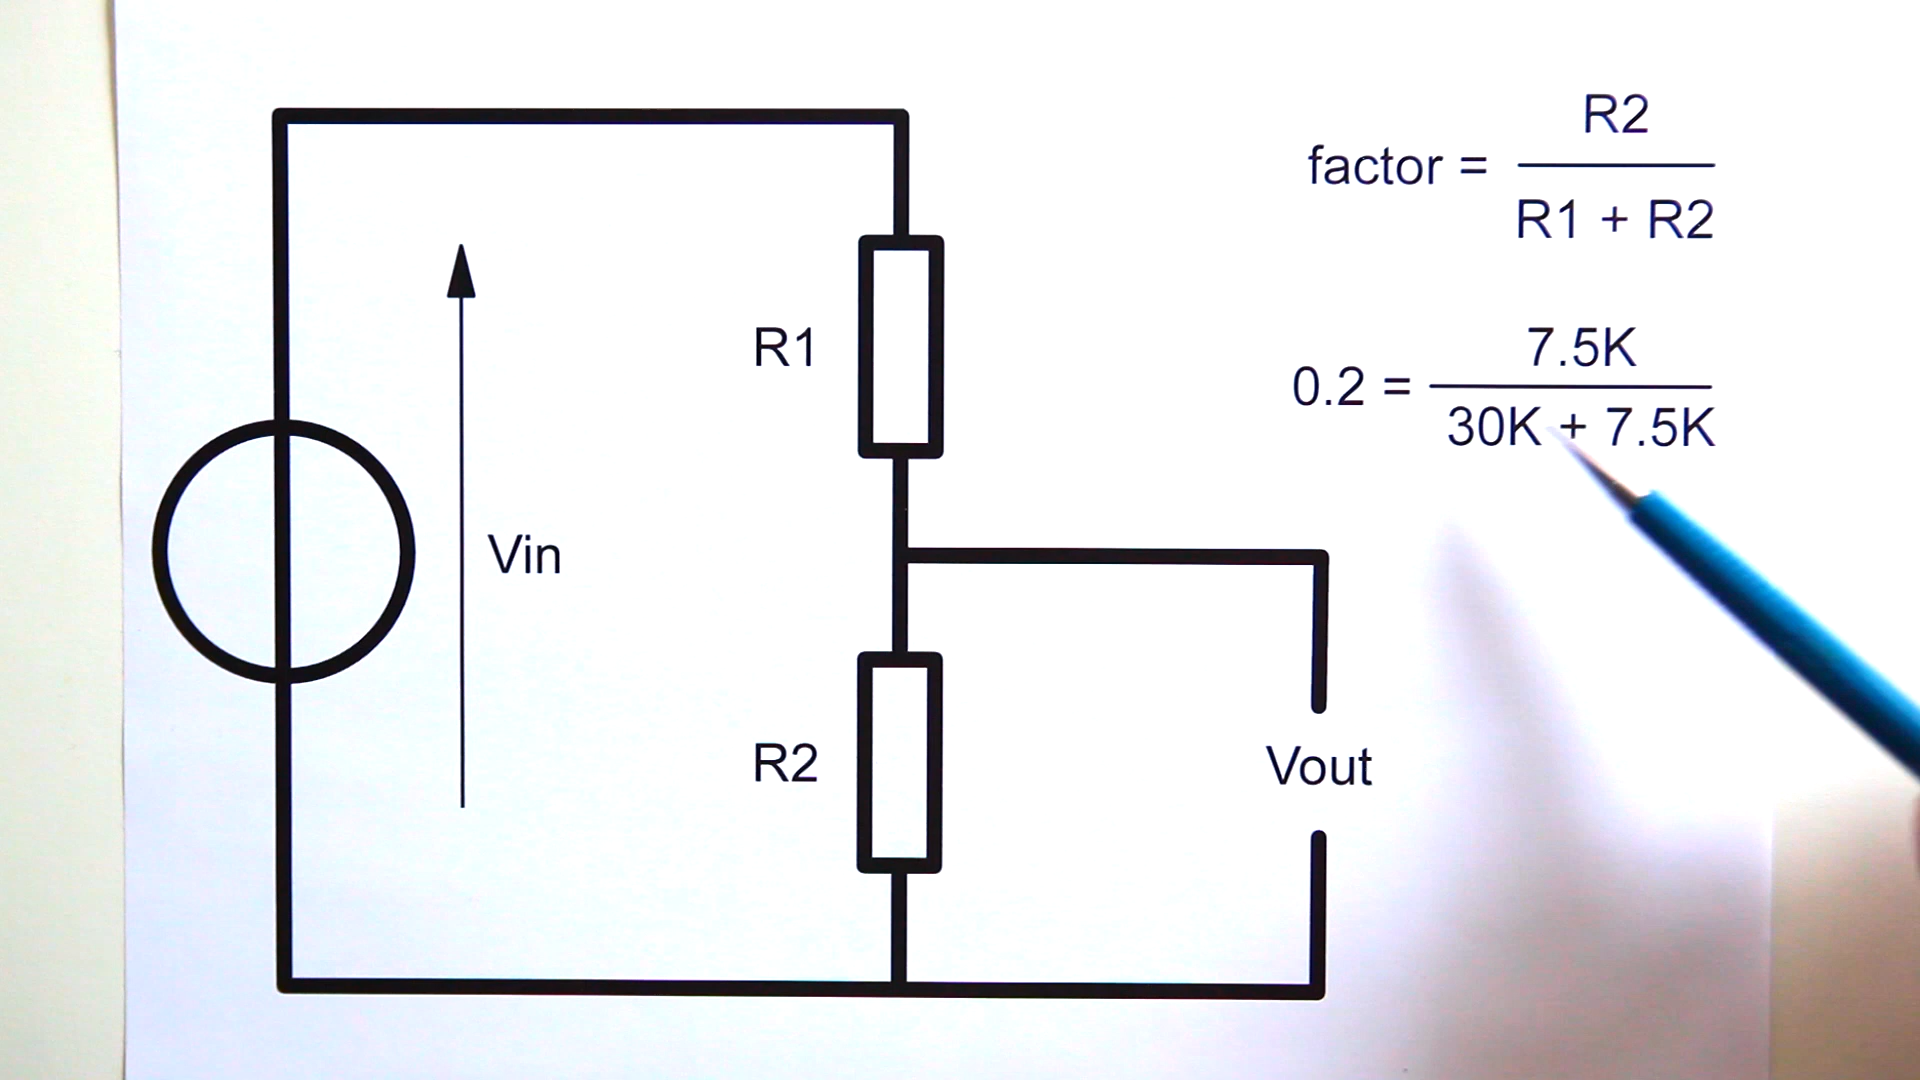 R2
factor =
R1 + R2
7.5K
0.2 =
30K + 7.5K
R1
Vin
R2
Vout